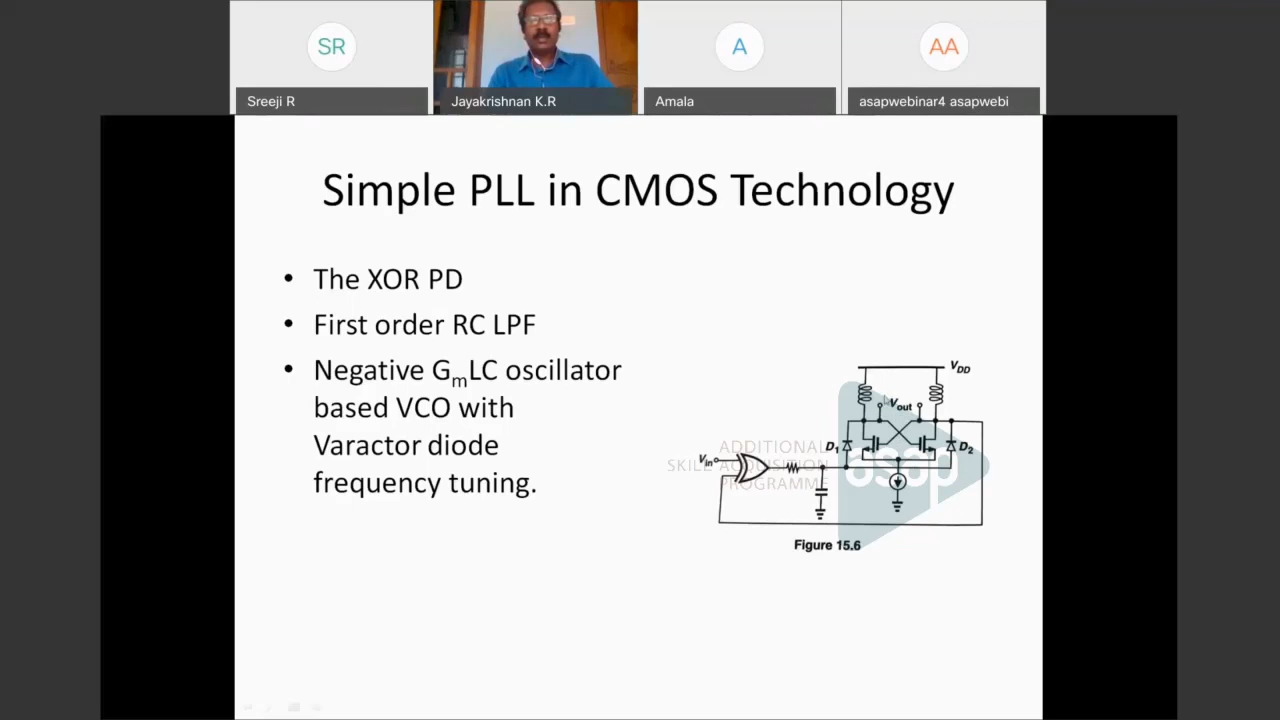 SR
A
AA
Sreeji R
Jayakrishnan K.R
Amala
asapwebinar4 asapwebi
Simple PLL in CMOS Technology
• The XOR PD
• First order RC LPF
• Negative GmLC oscillator
based VCO with
Varactor diode
frequency tuning.
VDD
Vout
D1
D2
Vin
ADDITIONAL
SKILL ACQUISITION
PROGRAMME
asap
Figure 15.6